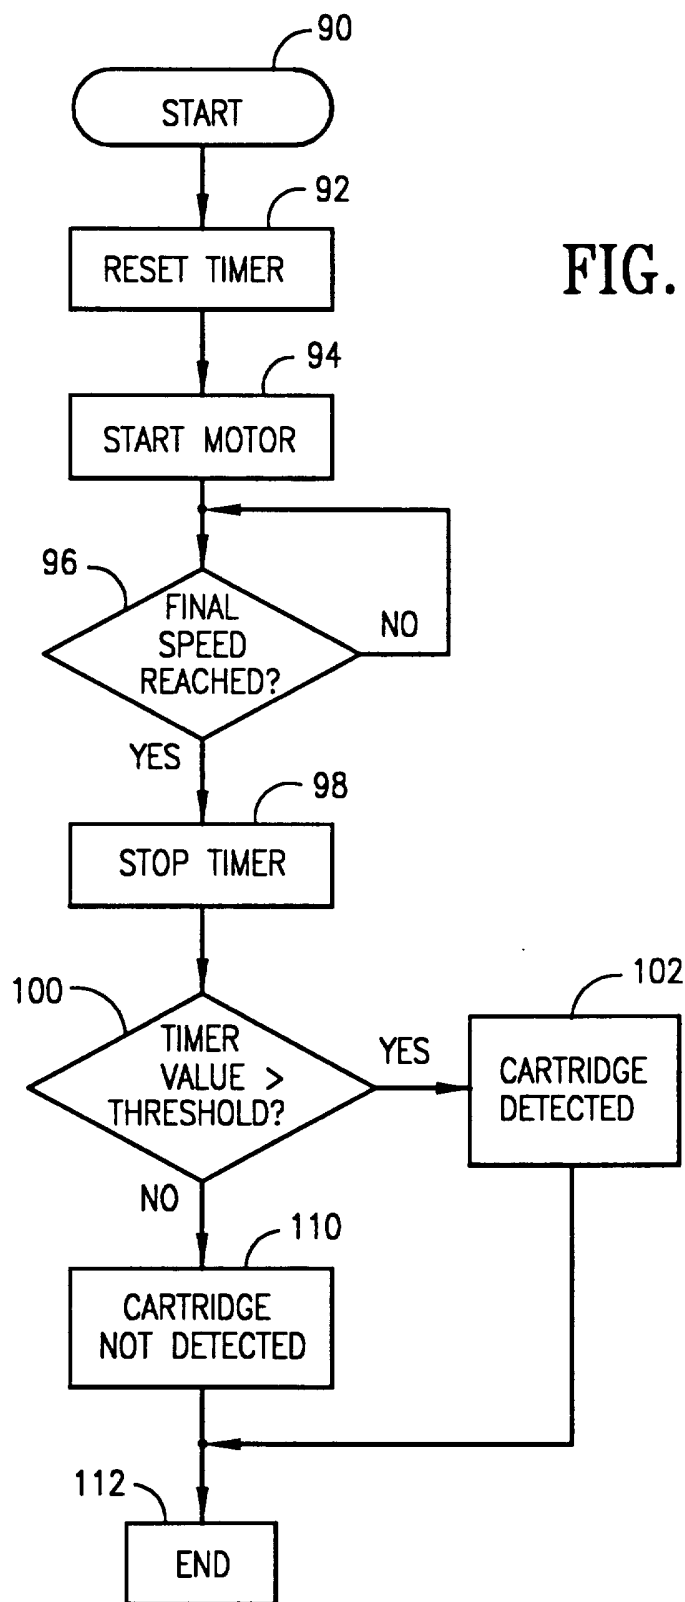 90
START
92
RESET TIMER
FIG.
94
START MOTOR
96
FINAL
SPEED
REACHED?
NO
YES
98
STOP TIMER
100
TIMER
VALUE >
THRESHOLD?
YES
102
CARTRIDGE
DETECTED
NO
110
CARTRIDGE
NOT DETECTED
112
END